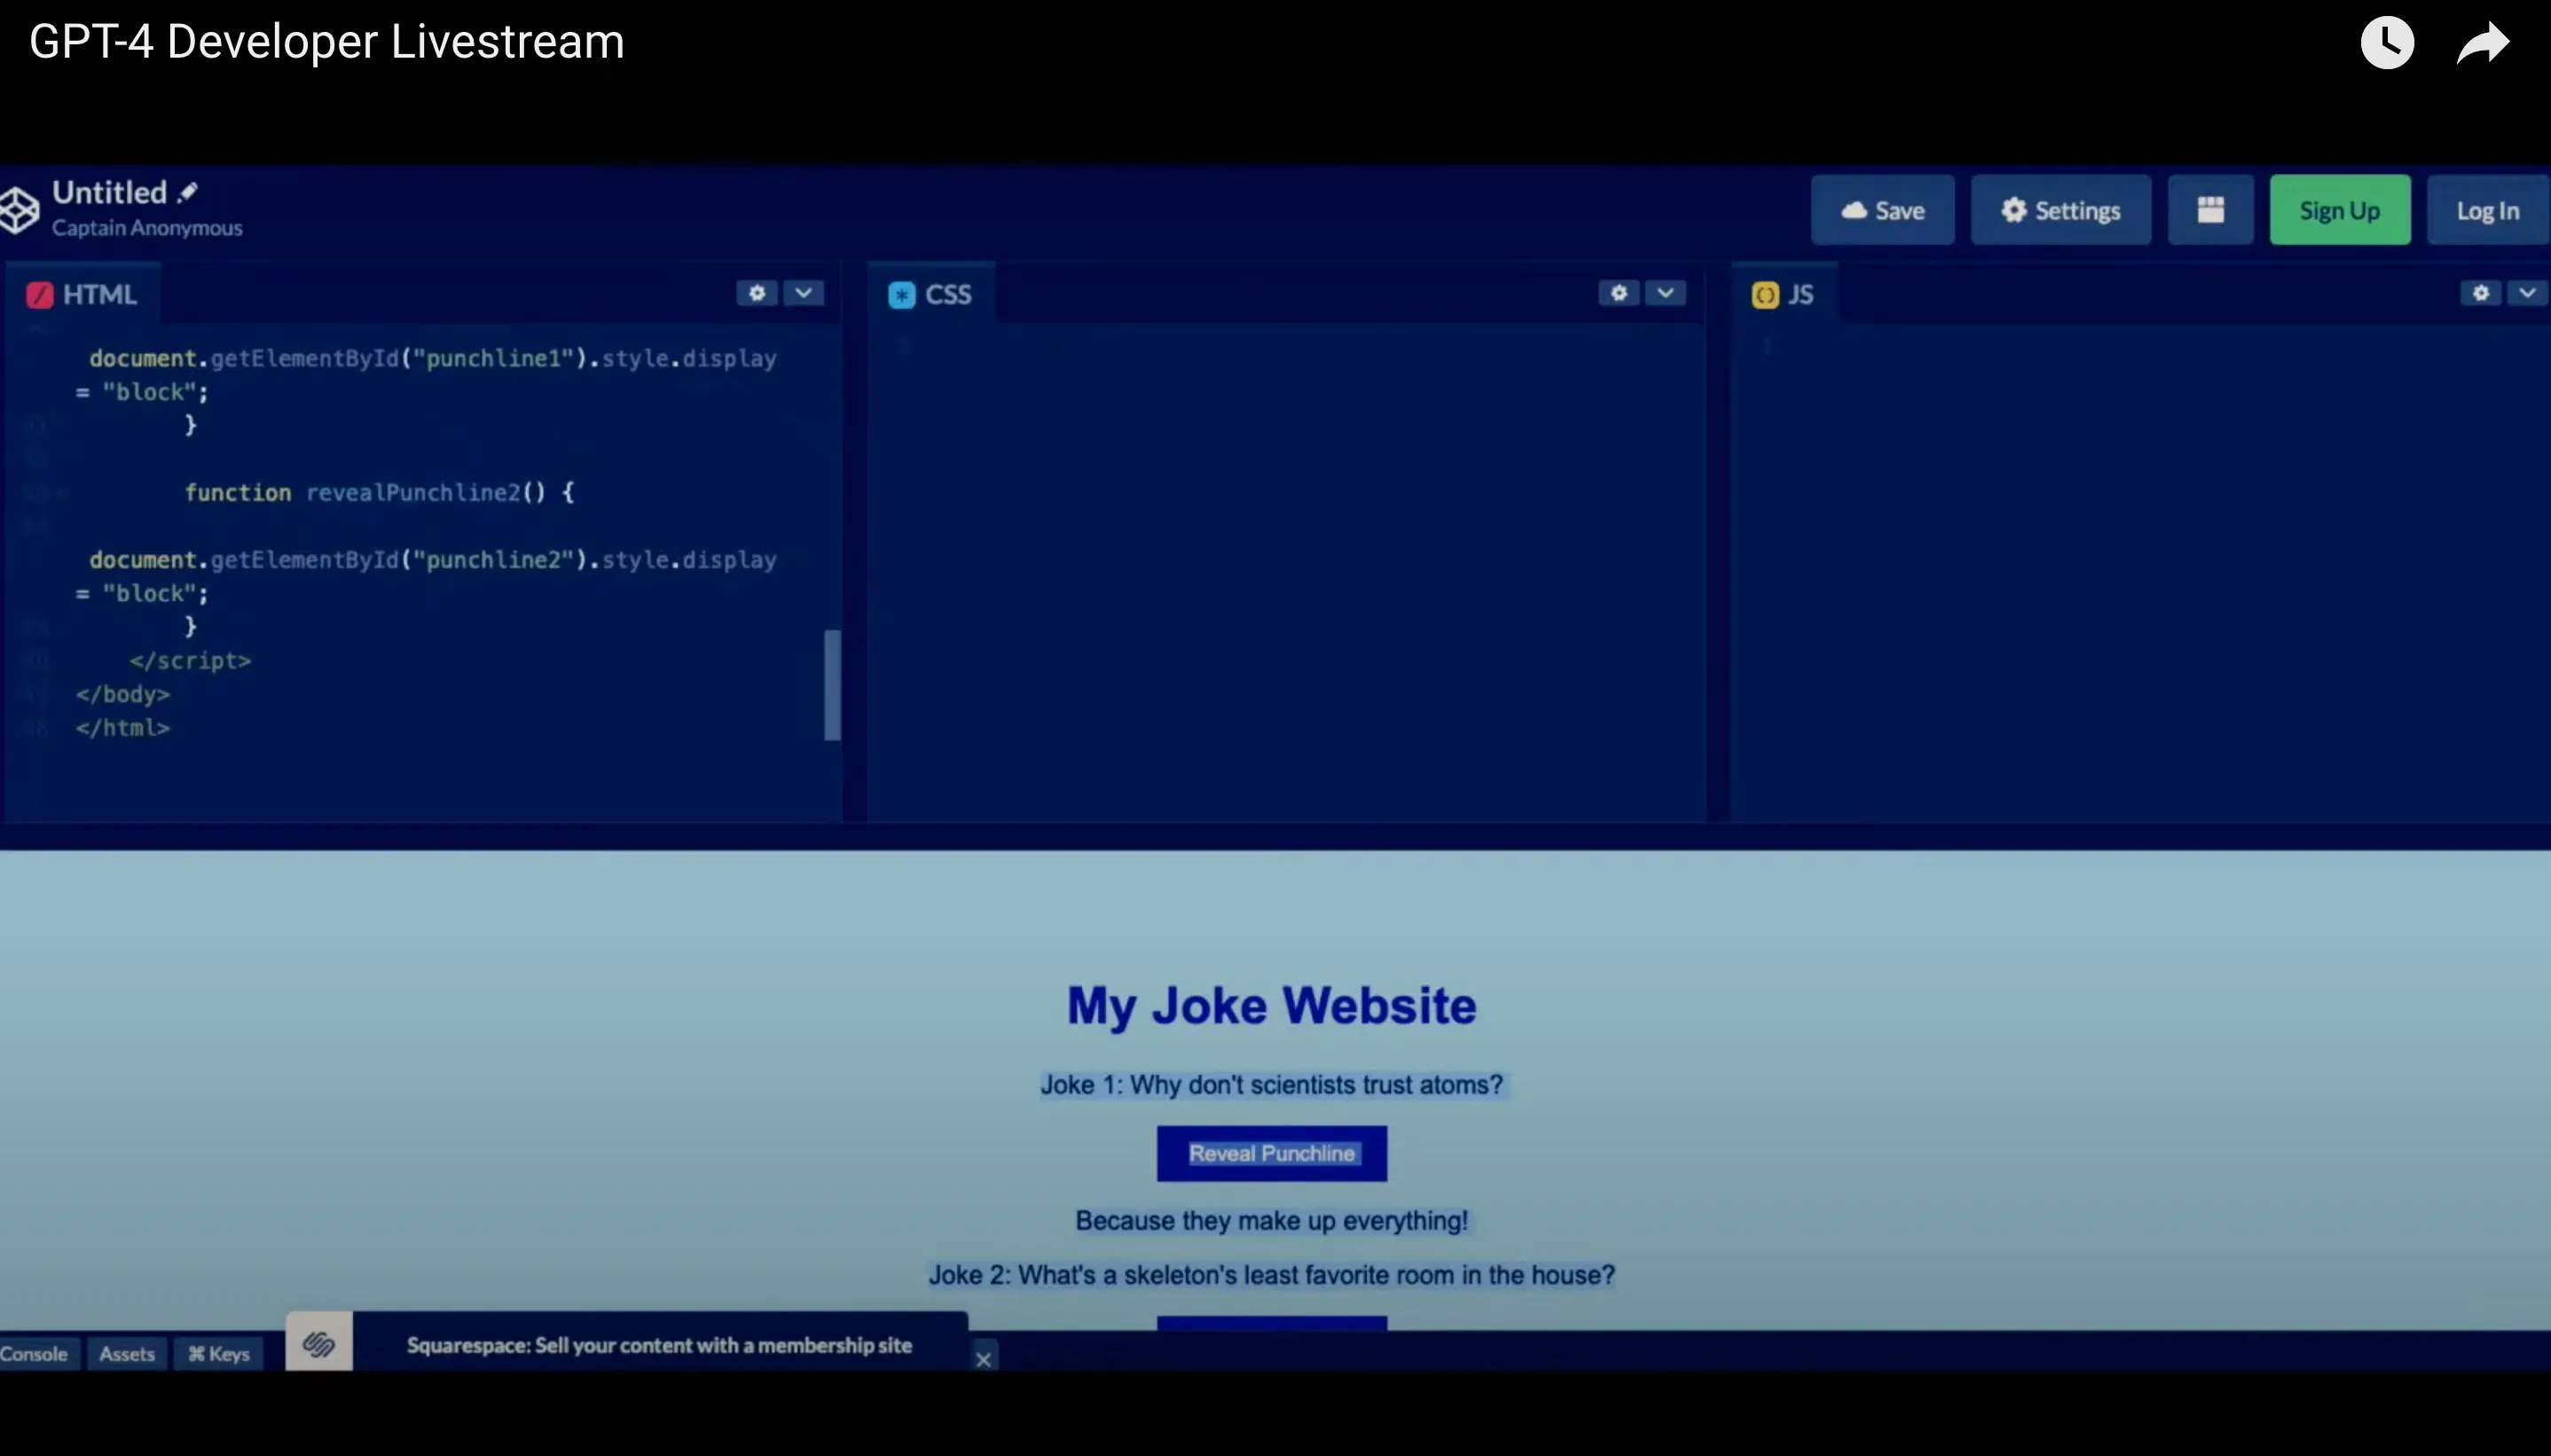 GPT-4 Developer Livestream
Untitled
Captain Anonymous
Save
Settings
Sign Up
Log In
HTML
document.getElementById("punchline1").style.display
= "block";
}
function revealPunchline2() {
document.getElementById("punchline2").style.display
= "block";
}
</script>
</body>
</html>
CSS
JS
My Joke Website
Joke 1: Why don't scientists trust atoms?
Reveal Punchline
Because they make up everything!
Joke 2: What's a skeleton's least favorite room in the house?
Console
Assets
⌘ Keys
Squarespace: Sell your content with a membership site